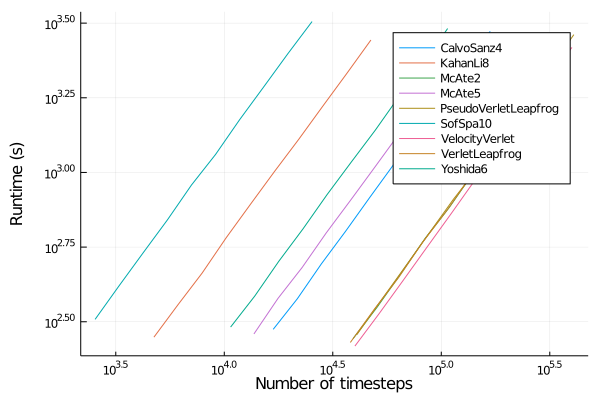 10^3.50
10^3.25
10^3.00
10^2.75
10^2.50
Runtime (s)
CalvoSanz4
KahanLi8
McAte2
McAte5
PseudoVerletLeapfrog
SofSpa10
VelocityVerlet
VerletLeapfrog
Yoshida6
10^3.5 10^4.0 10^4.5 10^5.0 10^5.5
Number of timesteps